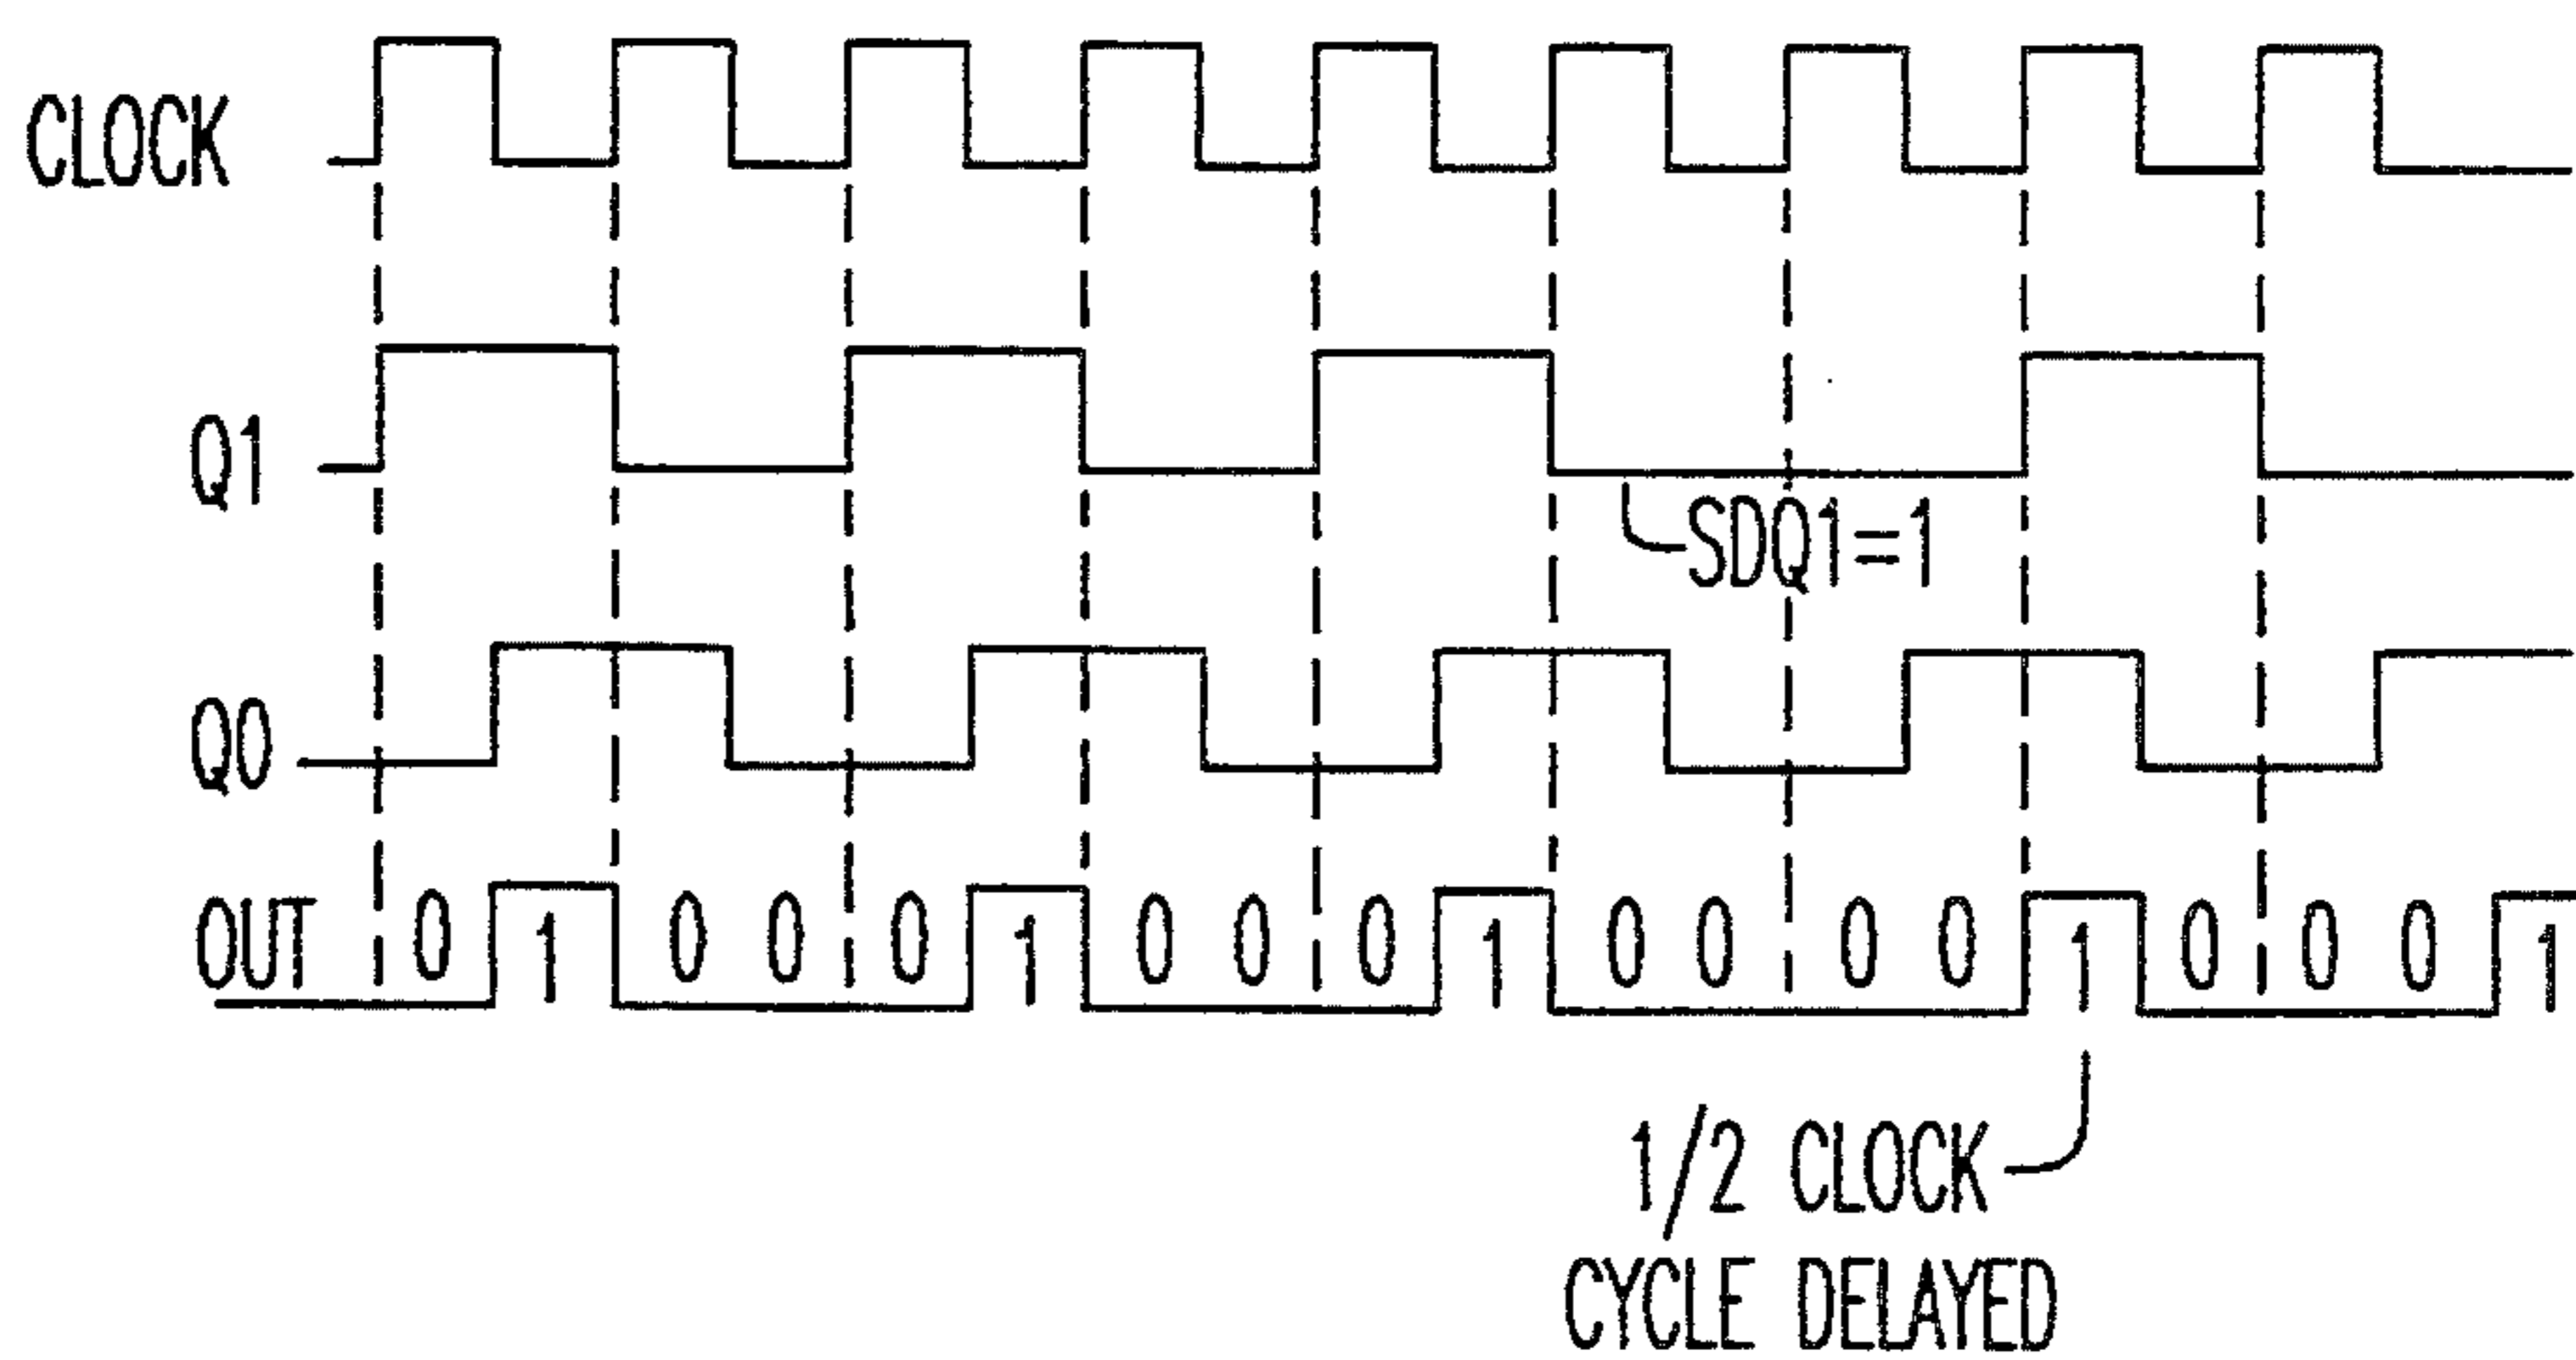 CLOCK
Q1
SDQ1=1
Q0
OUT 0 1 0 0 0 1 0 0 0 1 0 0 0 0 1 0 0 0 1
1/2 CLOCK
CYCLE DELAYED